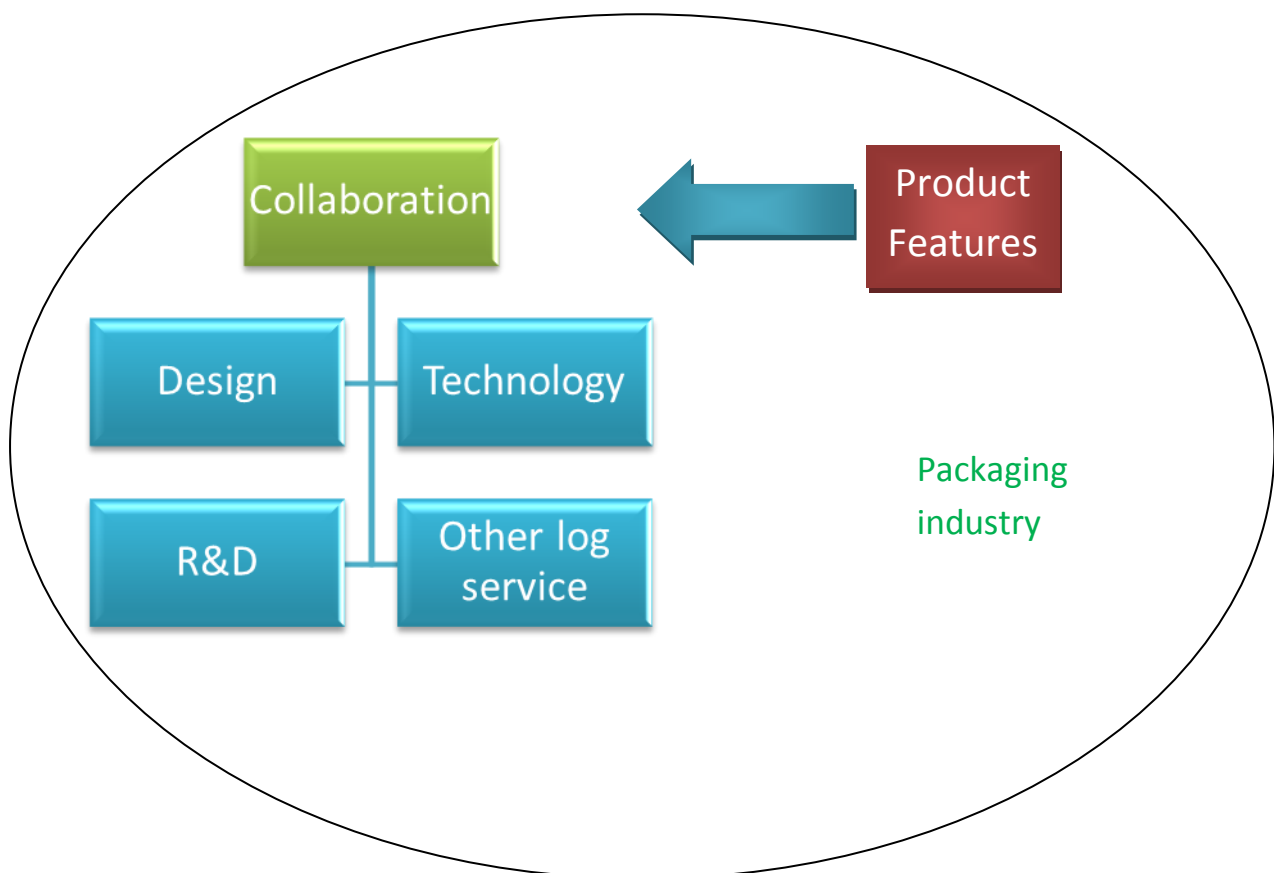 Collaboration
Product
Features
Design
Technology
Packaging
industry
R&D
Other log
service